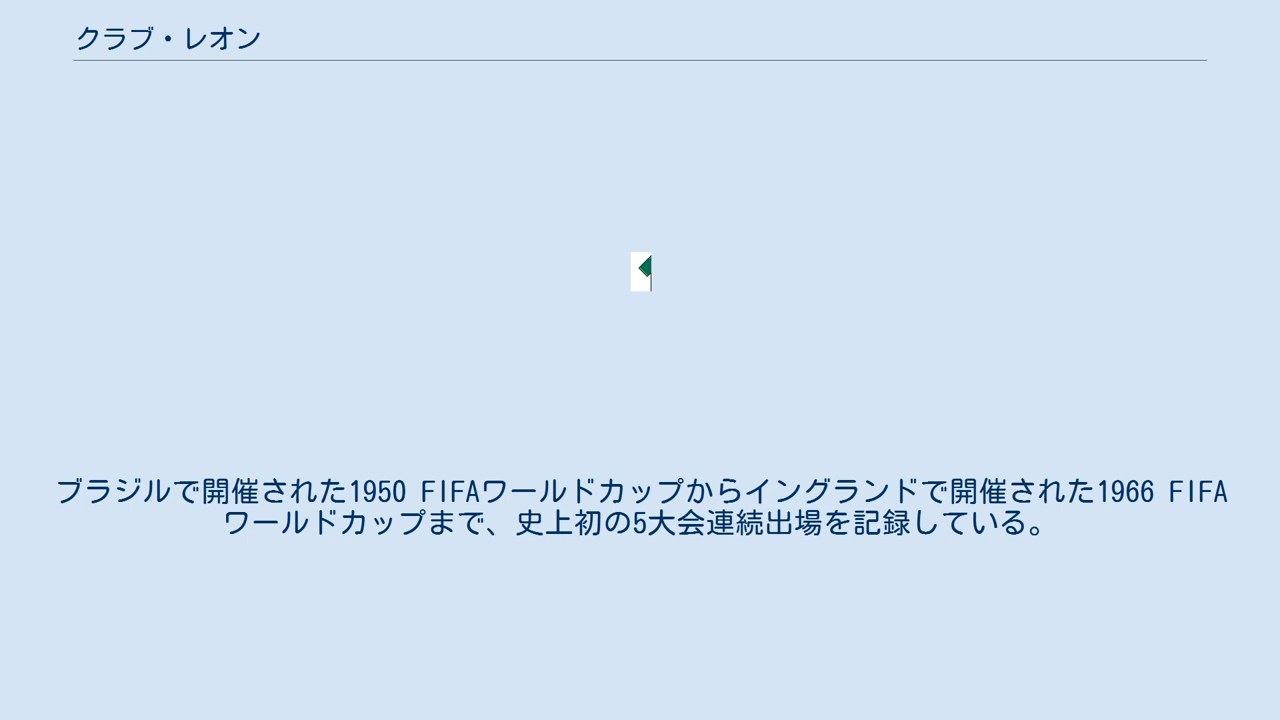 クラブ・レオン
ブラジルで開催された1950 FIFAワールドカップからイングランドで開催された1966 FIFA
ワールドカップまで、史上初の5大会連続出場を記録している。